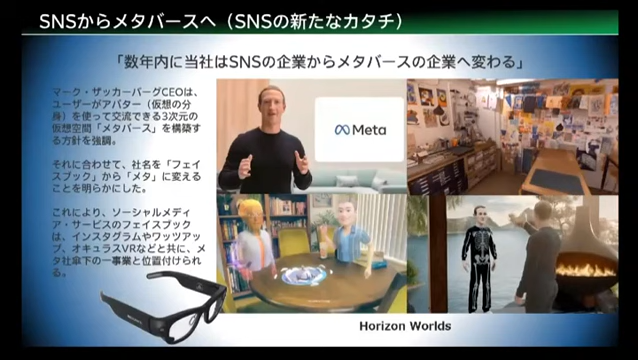 SNSからメタバースへ（SNSの新たなカタチ）
「数年内に当社はSNSの企業からメタバースの企業へ変わる」
マーク・ザッカーバーグCEOは、
ユーザーがアバター（仮想の分
身）を使って交流できる3次元の
仮想空間「メタバース」を構築す
る方針を強調。
それに合わせて、社名を「フェイ
スブック」から「メタ」に変える
ことを明らかにした。
これにより、ソーシャルメディ
ア・サービスのフェイスブック
は、インスタグラムやワッツアッ
プ、オキュラスVRなどと共に、メ
タ社傘下の一事業と位置付けられ
る。
Meta
Horizon Worlds